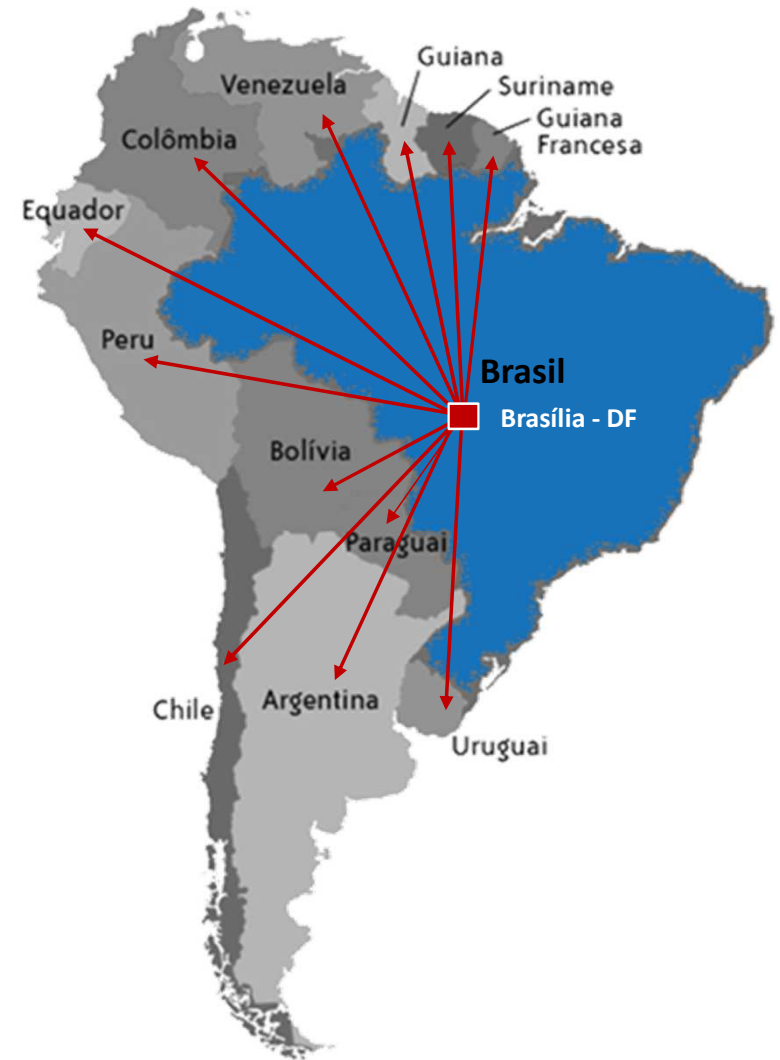 Guiana
Venezuela
Suriname
Guiana
Francesa
Colômbia
Equador
Peru
Brasil
Brasília - DF
Bolívia
Paraguai
Chile
Argentina
Uruguai